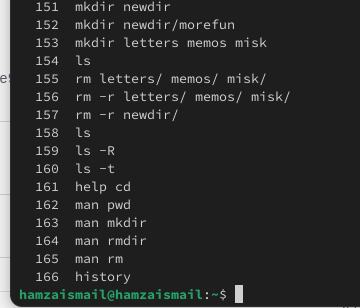 151 mkdir newdir
152 mkdir newdir/morefun
153 mkdir letters memos misk
154 ls
155 rm letters/ memos/ misk/
156 rm -r letters/ memos/ misk/
157 rm -r newdir/
158 ls
159 ls -R
160 ls -t
161 help cd
162 man pwd
163 man mkdir
164 man rmdir
165 man rm
166 history
hamzaismail@hamzaismail:~$